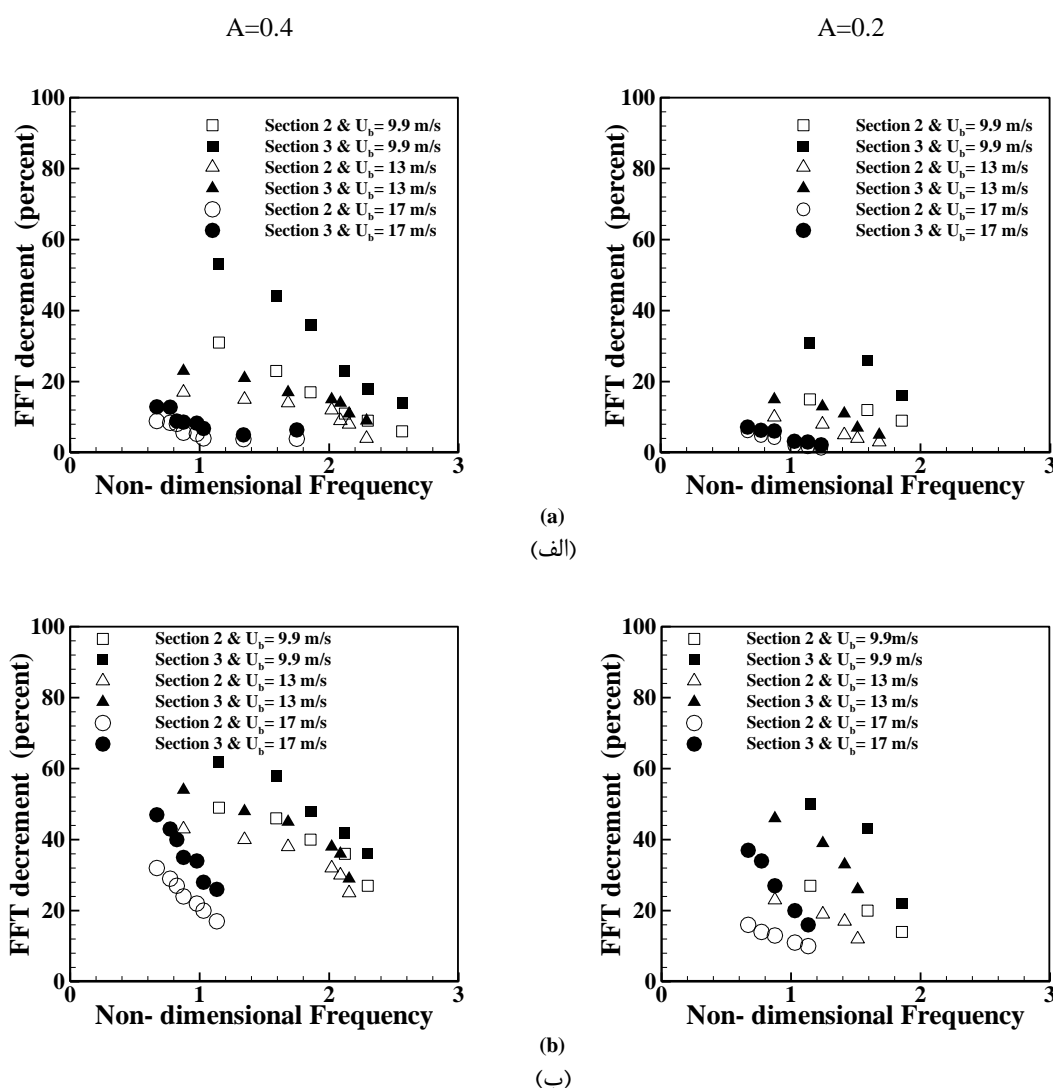 A=0.4
A=0.2
100
80
60
40
20
0
0
1
2
3
FFT decrement (percent)
Non- dimensional Frequency
Section 2 & U_b= 9.9 m/s
Section 3 & U_b= 9.9 m/s
Section 2 & U_b= 13 m/s
Section 3 & U_b= 13 m/s
Section 2 & U_b= 17 m/s
Section 3 & U_b= 17 m/s
100
80
60
40
20
0
0
1
2
3
FFT decrement (percent)
Non- dimensional Frequency
Section 2 & U_b= 9.9 m/s
Section 3 & U_b= 9.9 m/s
Section 2 & U_b= 13 m/s
Section 3 & U_b= 13 m/s
Section 2 & U_b= 17 m/s
Section 3 & U_b= 17 m/s
(a)
(الف)
100
80
60
40
20
0
0
1
2
3
FFT decrement (percent)
Non- dimensional Frequency
Section 2 & U_b= 9.9 m/s
Section 3 & U_b= 9.9 m/s
Section 2 & U_b= 13 m/s
Section 3 & U_b= 13 m/s
Section 2 & U_b= 17 m/s
Section 3 & U_b= 17 m/s
100
80
60
40
20
0
0
1
2
3
FFT decrement (percent)
Non- dimensional Frequency
Section 2 & U_b= 9.9m/s
Section 3 & U_b= 9.9 m/s
Section 2 & U_b= 13 m/s
Section 3 & U_b= 13 m/s
Section 2 & U_b= 17 m/s
Section 3 & U_b= 17 m/s
(b)
(ب)